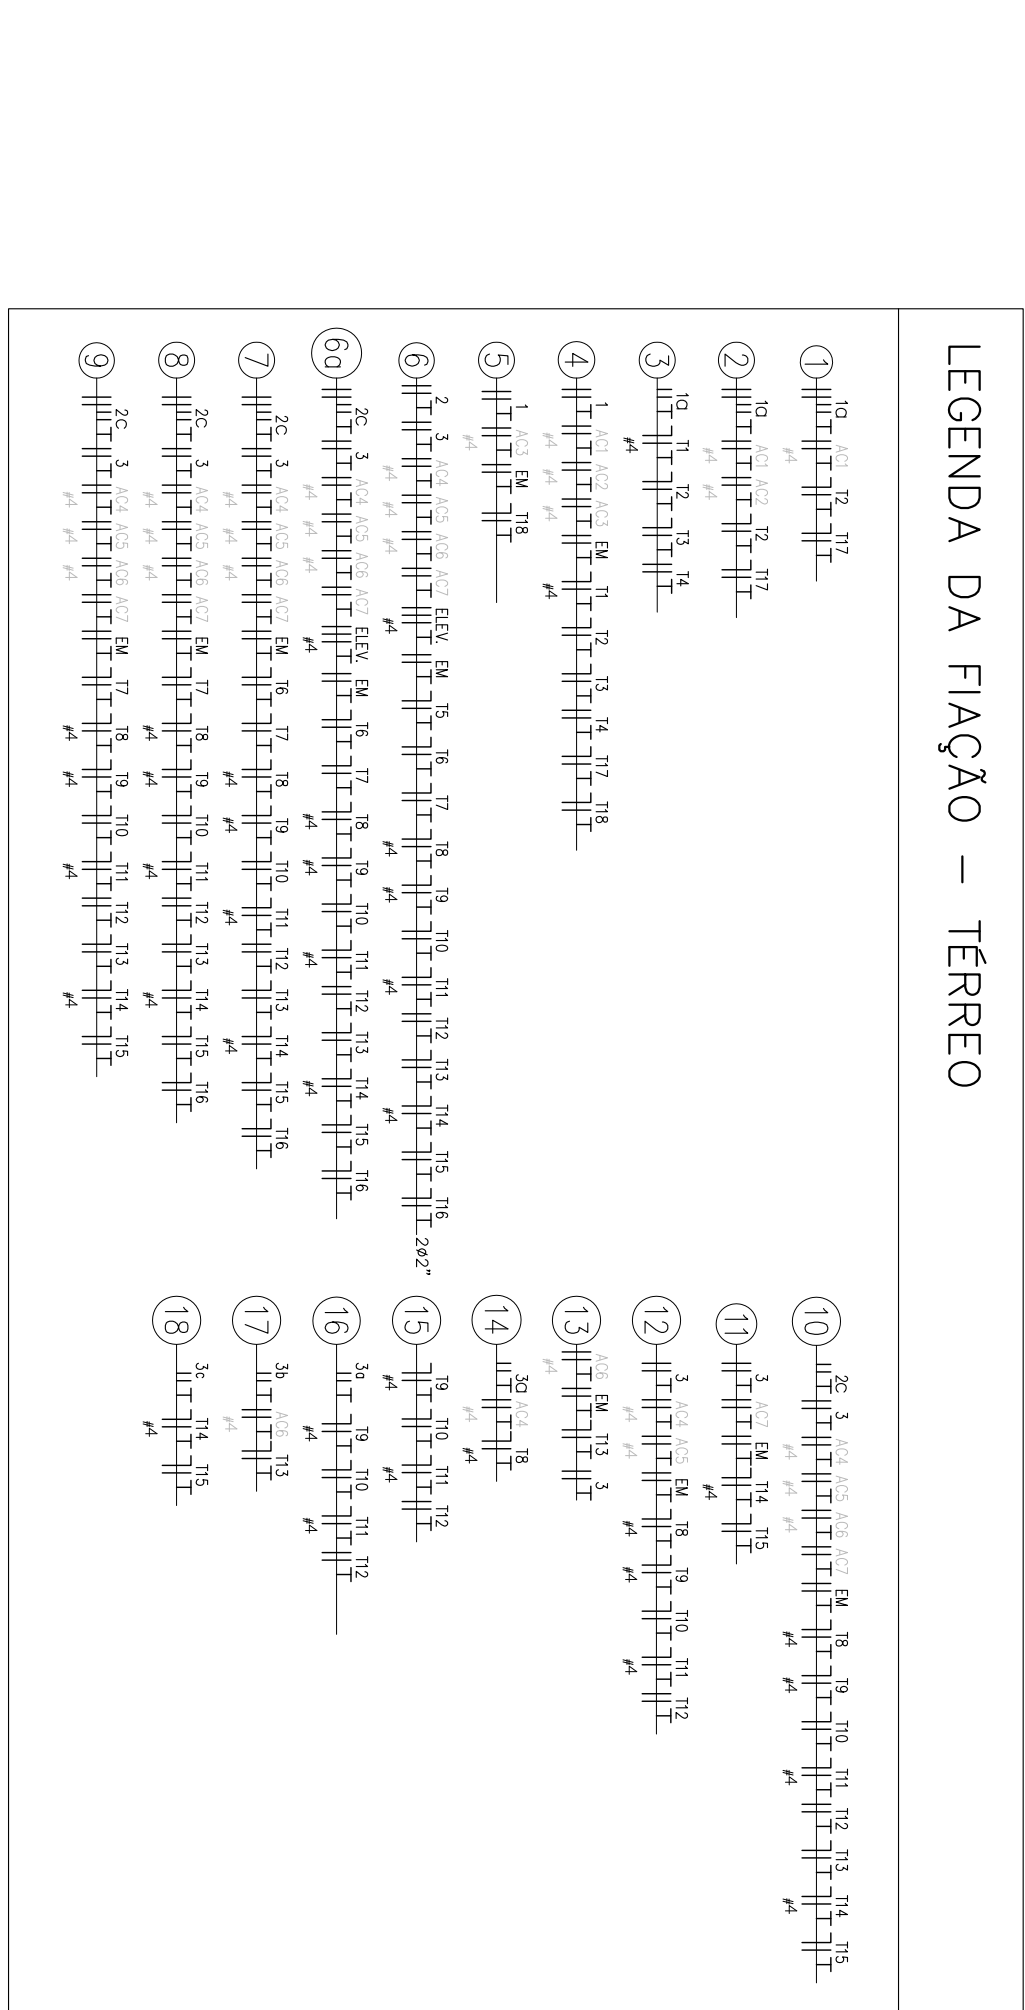 LEGENDA DA FIAÇÃO - TÉRREO
1 1a AC1 T2 T17
#4
2 1a AC1 AC2 T2 T17
#4 #4
3 1a T1 T2 T3 T4
#4
4 1 AC1 AC2 AC3 EM T1 T2 T3 T4 T17 T18
#4 #4 #4 #4
5 1 AC3 EM T18
#4
6 2 3 AC4 AC5 AC6 AC7 ELEV. EM T5 T6 T7 T8 T9 T10 T11 T12 T13 T14 T15 T16 2ø2"
#4 #4 #4 #4 #4 #4 #4 #4
6a 2C 3 AC4 AC5 AC6 AC7 ELEV. EM T6 T7 T8 T9 T10 T11 T12 T13 T14 T15 T16
#4 #4 #4 #4 #4 #4 #4 #4
7 2C 3 AC4 AC5 AC6 AC7 EM T6 T7 T8 T9 T10 T11 T12 T13 T14 T15 T16
#4 #4 #4 #4 #4 #4 #4
8 2C 3 AC4 AC5 AC6 AC7 EM T7 T8 T9 T10 T11 T12 T13 T14 T15 T16
#4 #4 #4 #4 #4 #4 #4
9 2C 3 AC4 AC5 AC6 AC7 EM T7 T8 T9 T10 T11 T12 T13 T14 T15
#4 #4 #4 #4 #4 #4 #4
10 2C 3 AC4 AC5 AC6 AC7 EM T8 T9 T10 T11 T12 T13 T14 T15
#4 #4 #4 #4 #4 #4 #4
11 3 AC7 EM T14 T15
#4
12 3 AC4 AC5 EM T8 T9 T10 T11 T12
#4 #4 #4 #4 #4
13 AC6 EM T13 3
#4
14 3a AC4 T8
#4 #4
15 T9 T10 T11 T12
#4 #4
16 3a T9 T10 T11 T12
#4 #4
17 3b AC6 T13
#4
18 3c T14 T15
#4